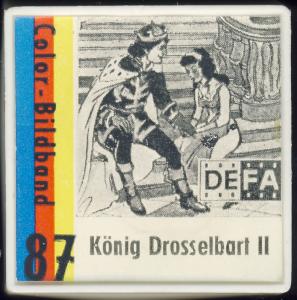 Color-Bildband
87
DEFA
König Drosselbart II